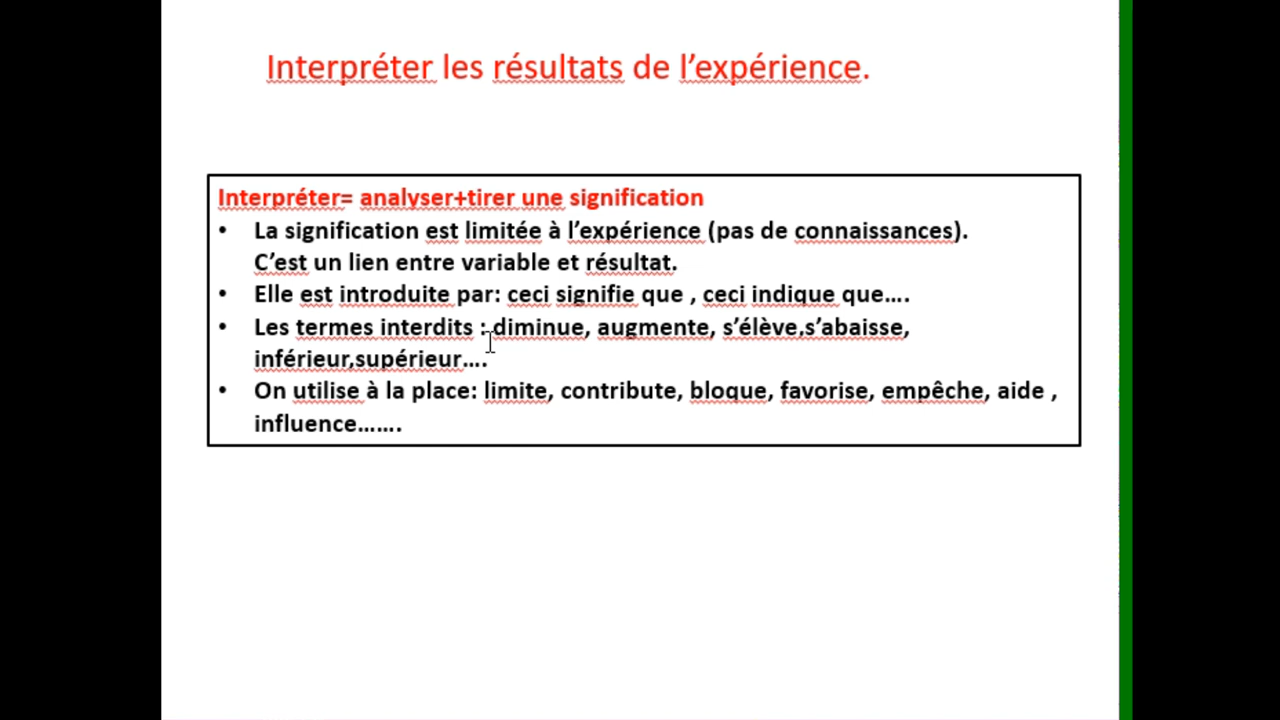 Interpréter les résultats de l’expérience.
Interpréter= analyser+tirer une signification
• La signification est limitée à l’expérience (pas de connaissances).
C’est un lien entre variable et résultat.
• Elle est introduite par: ceci signifie que , ceci indique que….
• Les termes interdits : diminue, augmente, s’élève,s’abaisse,
inférieur,supérieur….
• On utilise à la place: limite, contribute, bloque, favorise, empêche, aide ,
influence…….